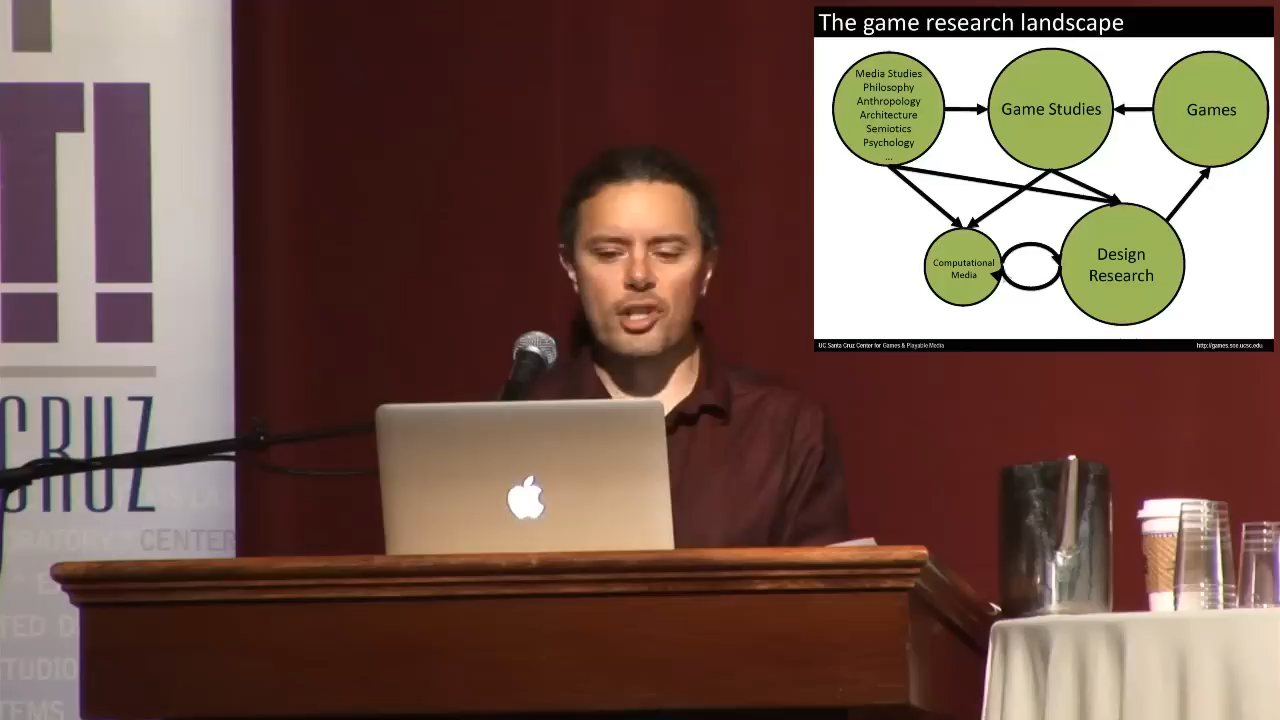 The game research landscape
Media Studies
Philosophy
Anthropology
Architecture
Semiotics
Psychology
...
Game Studies
Games
Computational
Media
Design
Research
UC Santa Cruz Center for Games & Playable Media
http://games.soe.ucsc.edu
CRUZ
CENTER